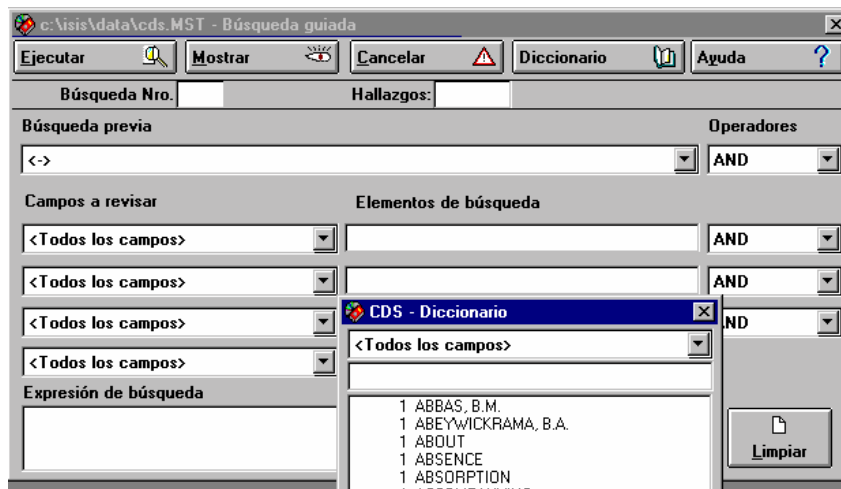 c:\isis\data\cds.MST - Búsqueda guiada
Ejecutar Mostrar Cancelar Diccionario Ayuda
Búsqueda Nro. Hallazgos:
Búsqueda previa Operadores
<-> AND
Campos a revisar Elementos de búsqueda
<Todos los campos> AND
<Todos los campos> AND
<Todos los campos>
<Todos los campos>
Expresión de búsqueda
CDS - Diccionario
<Todos los campos>
1 ABBAS, B.M.
1 ABEYWICKRAMA, B.A.
1 ABOUT
1 ABSENCE
1 ABSORPTION
Limpiar